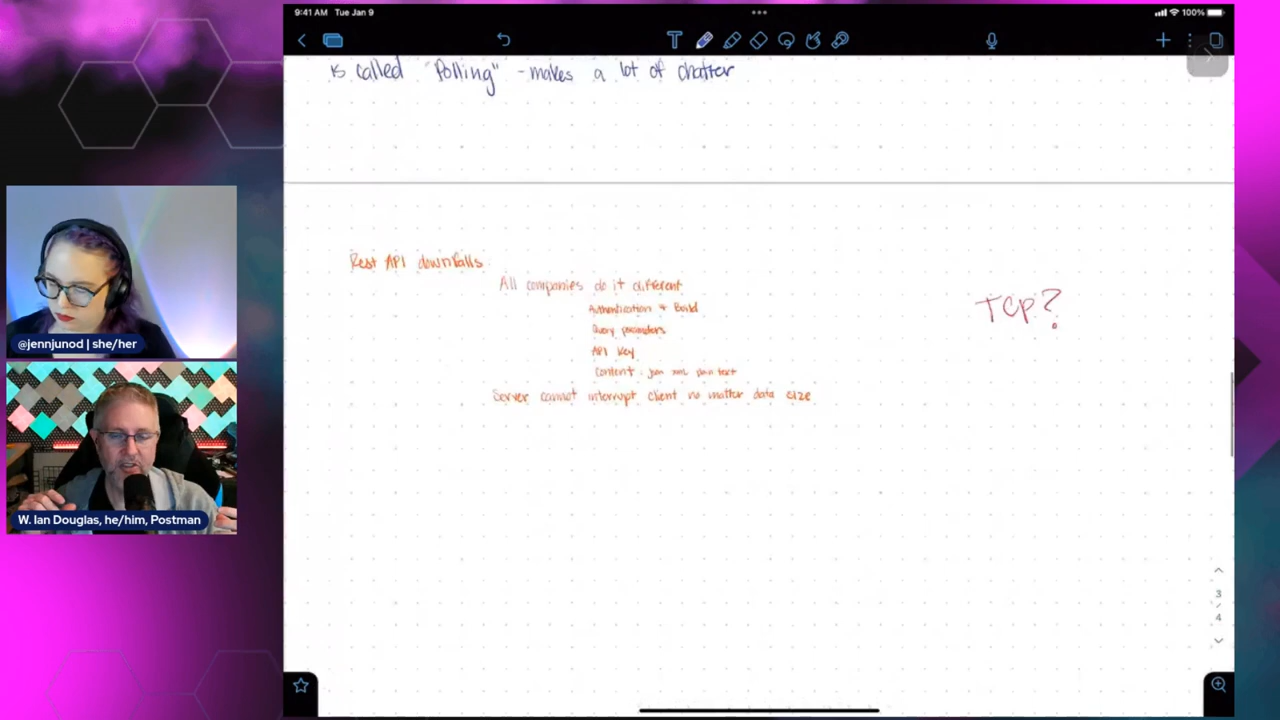 9:41 AM Tue Jan 9
100%
is called "Polling" - makes a lot of chatter
Rest API downfalls
All companies do it different
Authentication + Build
Query parameters
API Key
Content: json xml plain text
Server cannot interrupt client no matter data size
TCP?
@jennjunod | she/her
W. Ian Douglas, he/him, Postman
3
/
4